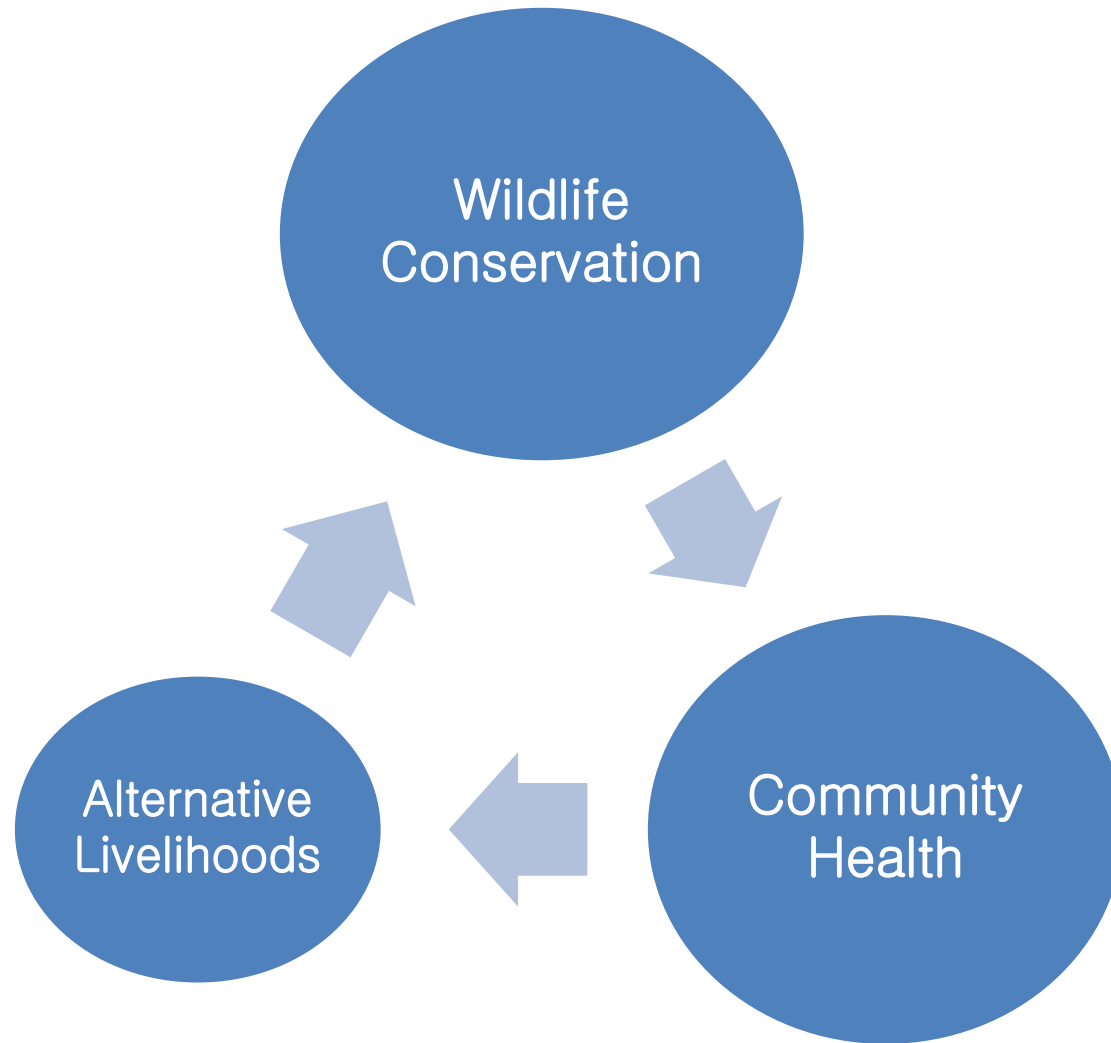 Wildlife
Conservation
Community
Health
Alternative
Livelihoods